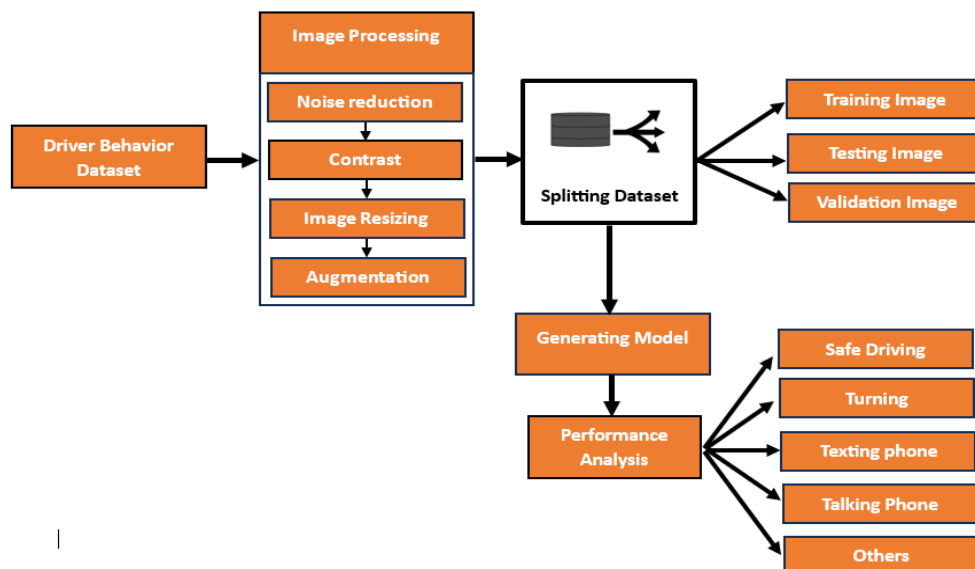 Image Processing
Noise reduction
Contrast
Image Resizing
Augmentation
Driver Behavior
Dataset
Splitting Dataset
Training Image
Testing Image
Validation Image
Generating Model
Performance
Analysis
Safe Driving
Turning
Texting phone
Talking Phone
Others